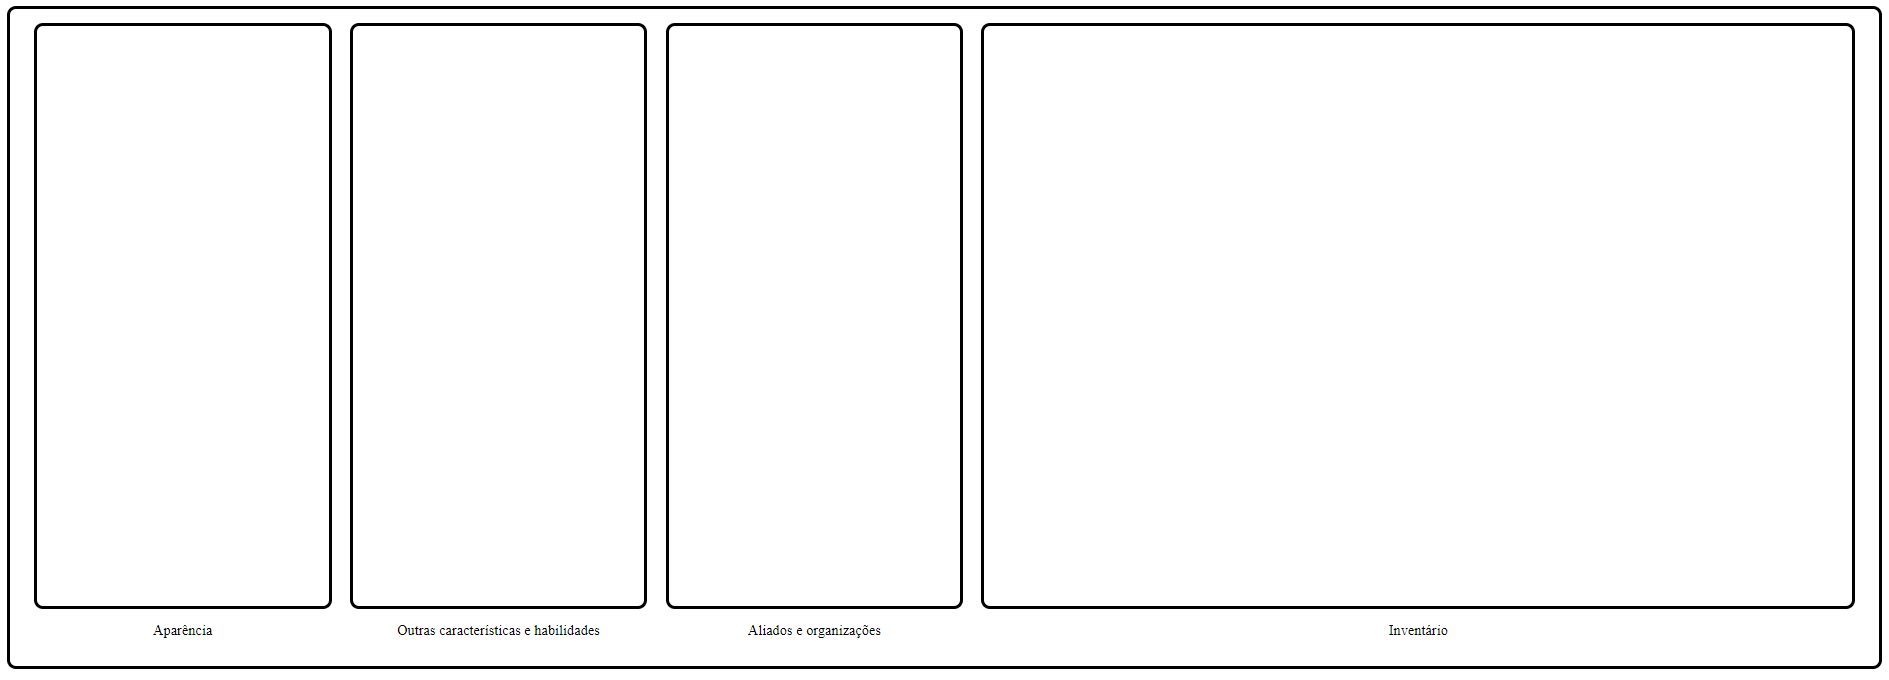 Aparência
Outras características e habilidades
Aliados e organizações
Inventário